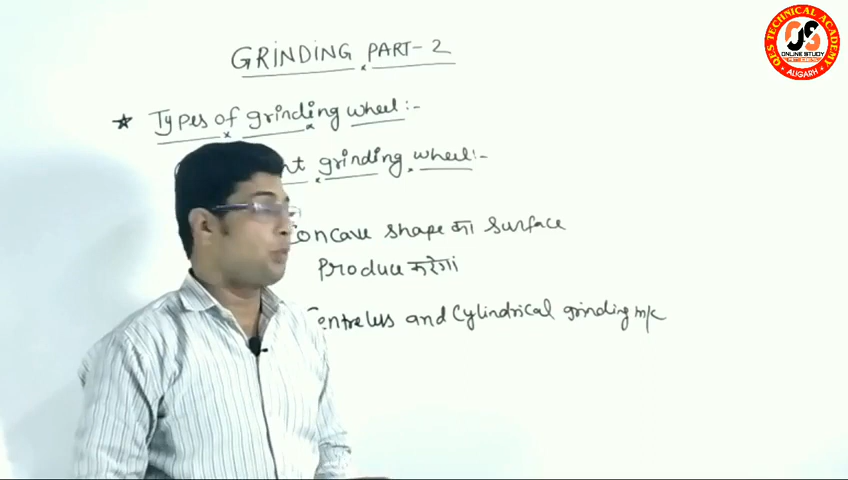 GRINDING PART-2
★ Types of grinding wheel:-
grinding wheel:-
Concave shape का surface
Produce करेगा
Centreless and Cylindrical grinding m/c
QES TECHNICAL ACADEMY
ONLINE STUDY
ALIGARH